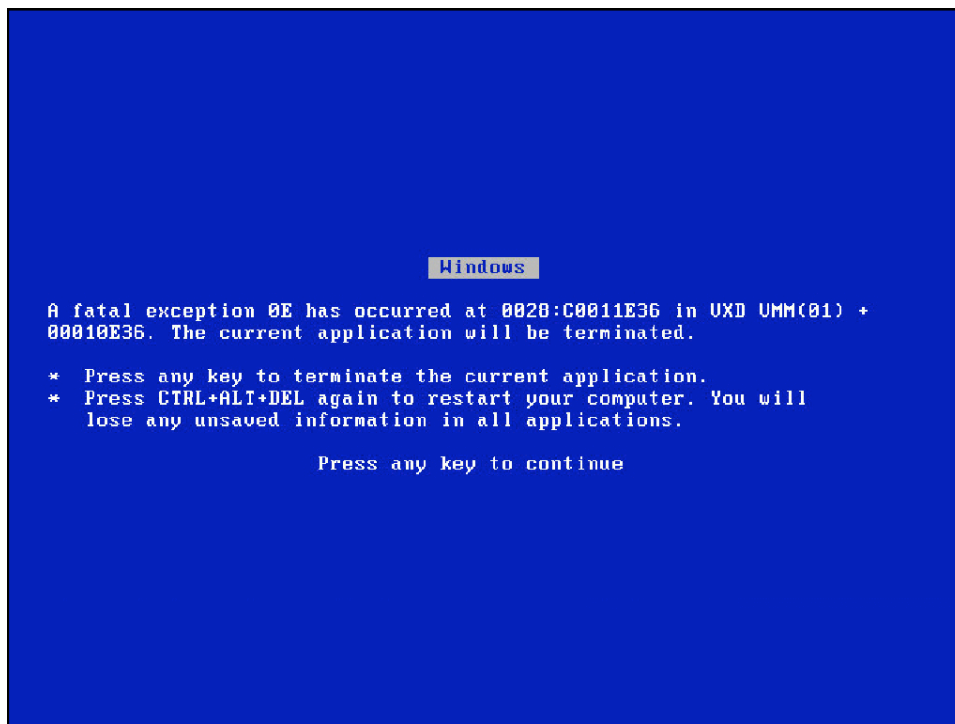 Windows
A fatal exception 0E has occurred at 0028:C0011E36 in VXD VMM(01) +
00010E36. The current application will be terminated.
* Press any key to terminate the current application.
* Press CTRL+ALT+DEL again to restart your computer. You will
lose any unsaved information in all applications.
Press any key to continue